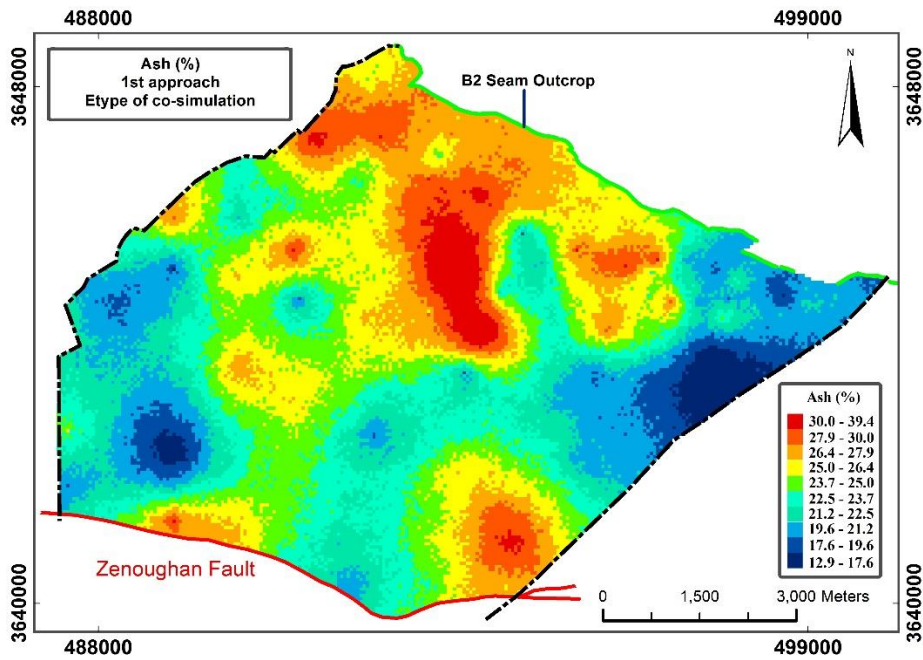 488000
499000
Ash (%)
1st approach
Etype of co-simulation
B2 Seam Outcrop
N
3648000
3648000
Ash (%)
30.0 - 39.4
27.9 - 30.0
26.4 - 27.9
25.0 - 26.4
23.7 - 25.0
22.5 - 23.7
21.2 - 22.5
19.6 - 21.2
17.6 - 19.6
12.9 - 17.6
Zenoughan Fault
0 1,500 3,000 Meters
3640000
3640000
488000
499000